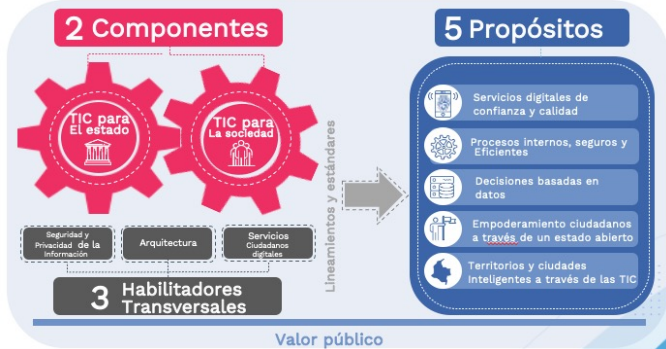 2 Componentes
TIC para
El estado
TIC para
La sociedad
Seguridad y
Privacidad de la
Información
Arquitectura
Servicios
Ciudadanos
digitales
3 Habilitadores
Transversales
Lineamientos y estándares
5 Propósitos
Servicios digitales de
confianza y calidad
Procesos internos, seguros y
Eficientes
Decisiones basadas en
datos
Empoderamiento ciudadanos
a través de un estado abierto
Territorios y ciudades
Inteligentes a través de las TIC
Valor público